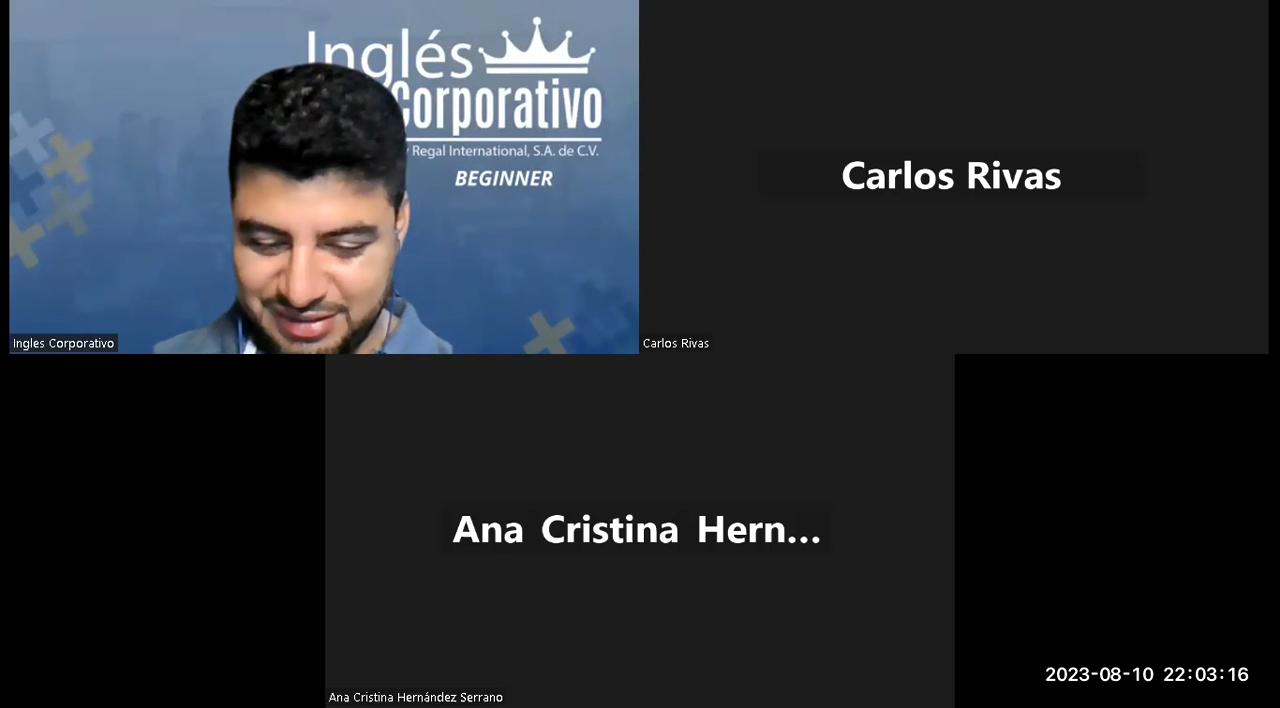 Inglés
Corporativo
y Regal International, S.A. de C.V.
BEGINNER
Ingles Corporativo
Carlos Rivas
Carlos Rivas
Ana Cristina Hern...
Ana Cristina Hernández Serrano
2023-08-10 22:03:16